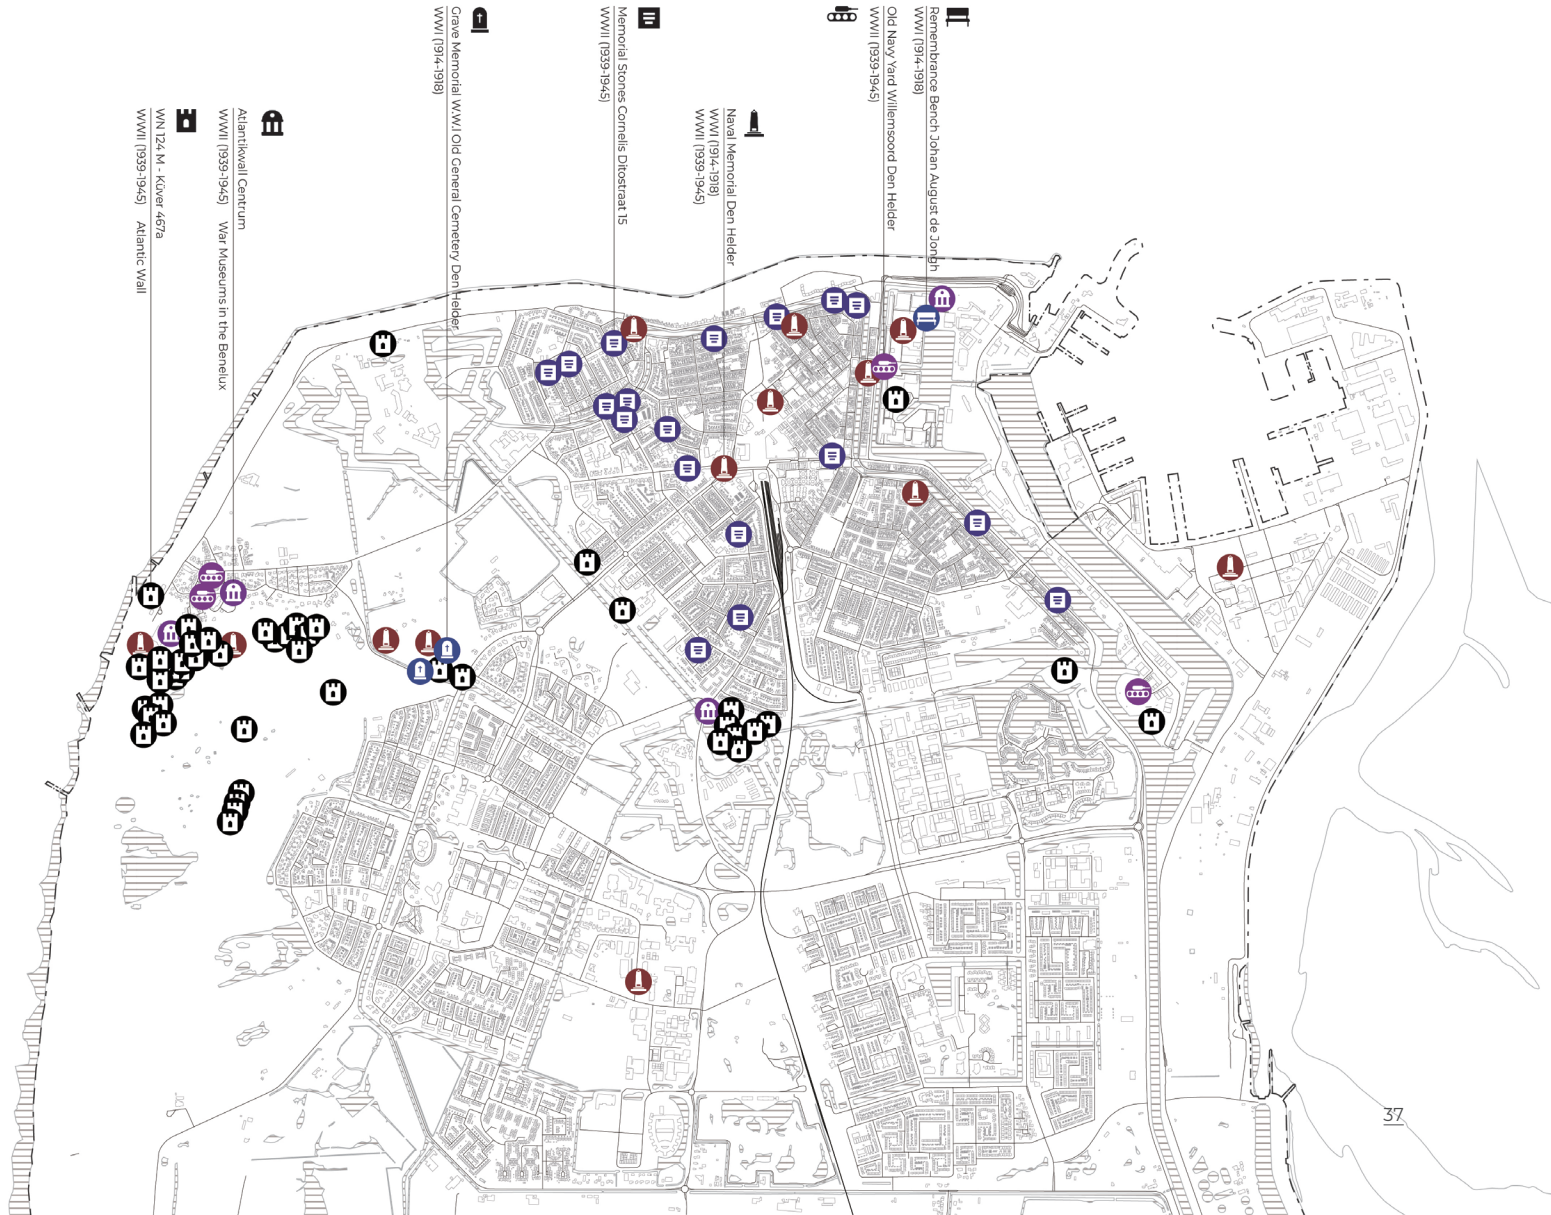 WN 124 M - Küver 467a
WWII (1939-1945)    Atlantic Wall
Atlantikwall Centrum
WWII (1939-1945)    War Museums in the Benelux
Grave Memorial W.W.I Old General Cemetery Den Helder
WWI (1914-1918)
Memorial Stones Cornelis Ditostraat 15
WWII (1939-1945)
Naval Memorial Den Helder
WWI (1914-1918)
WWII (1939-1945)
Old Navy Yard Willemsoord Den Helder
WWII (1939-1945)
Remembrance Bench Johan August de Jongh
WWI (1914-1918)
37